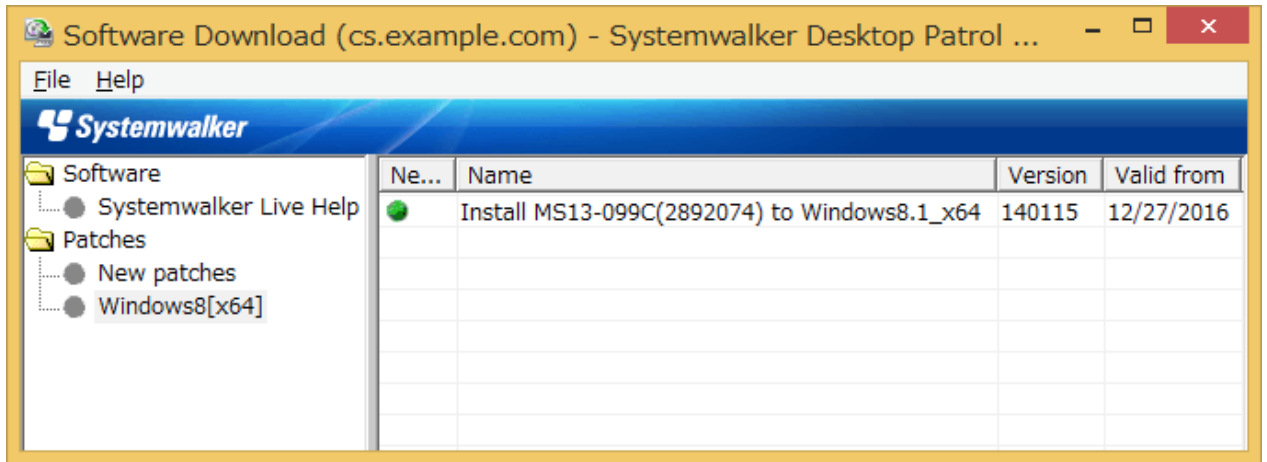 Software Download (cs.example.com) - Systemwalker Desktop Patrol ...
File Help
Systemwalker
Software
Systemwalker Live Help
Patches
New patches
Windows8[x64]
Ne... Name Version Valid from
Install MS13-099C(2892074) to Windows8.1_x64 140115 12/27/2016